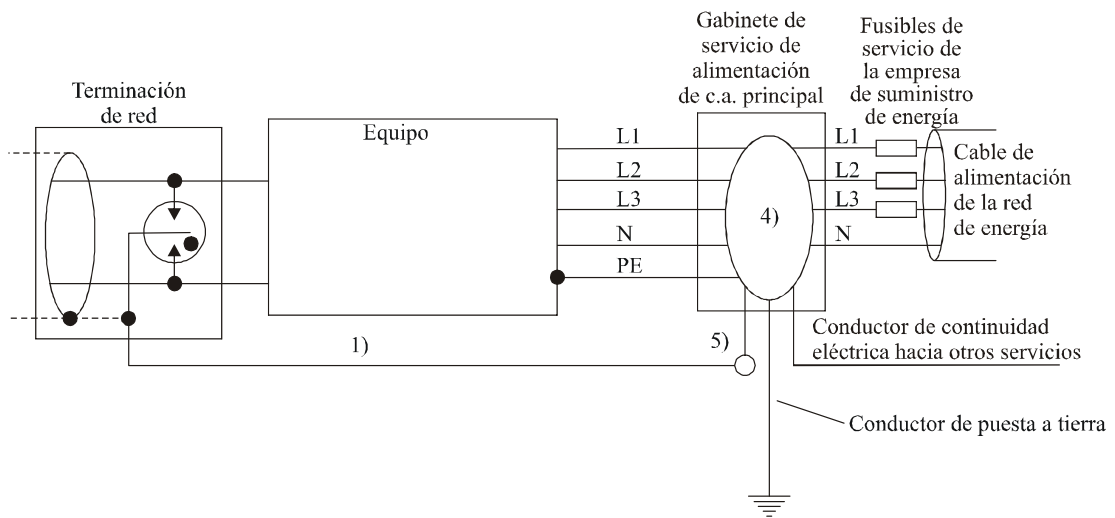 Gabinete de
servicio de
alimentación
de c.a. principal
Fusibles de
servicio de
la empresa
de suministro
de energía
Terminación
de red
Equipo
L1
L2
L3
N
PE
4)
L1
L2
L3
N
Cable de
alimentación
de la red
de energía
1)
5)
Conductor de continuidad
eléctrica hacia otros servicios
Conductor de puesta a tierra